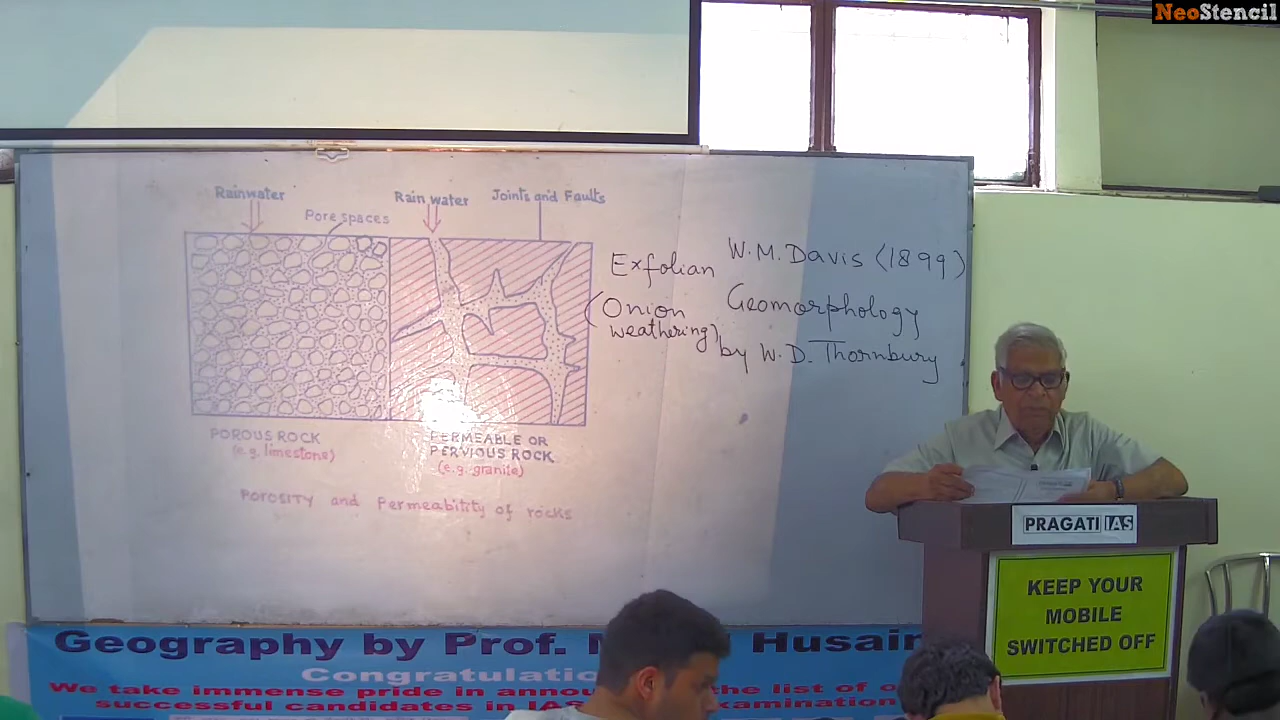 NeoStencil
Rainwater
Pore spaces
Rain water
Joints and Faults
POROUS ROCK
(e.g. limestone)
PERMEABLE OR
PERVIOUS ROCK
(e.g. granite)
POROSITY and Permeability of rocks
Exfolian
(Onion
weathering)
W.M. Davis (1899)
Geomorphology
by W. D. Thornbury
PRAGATI IAS
KEEP YOUR
MOBILE
SWITCHED OFF
Geography by Prof. Husain
Congratulatio
We take immense pride in annou the list of o
successful candidates in IAS xamination